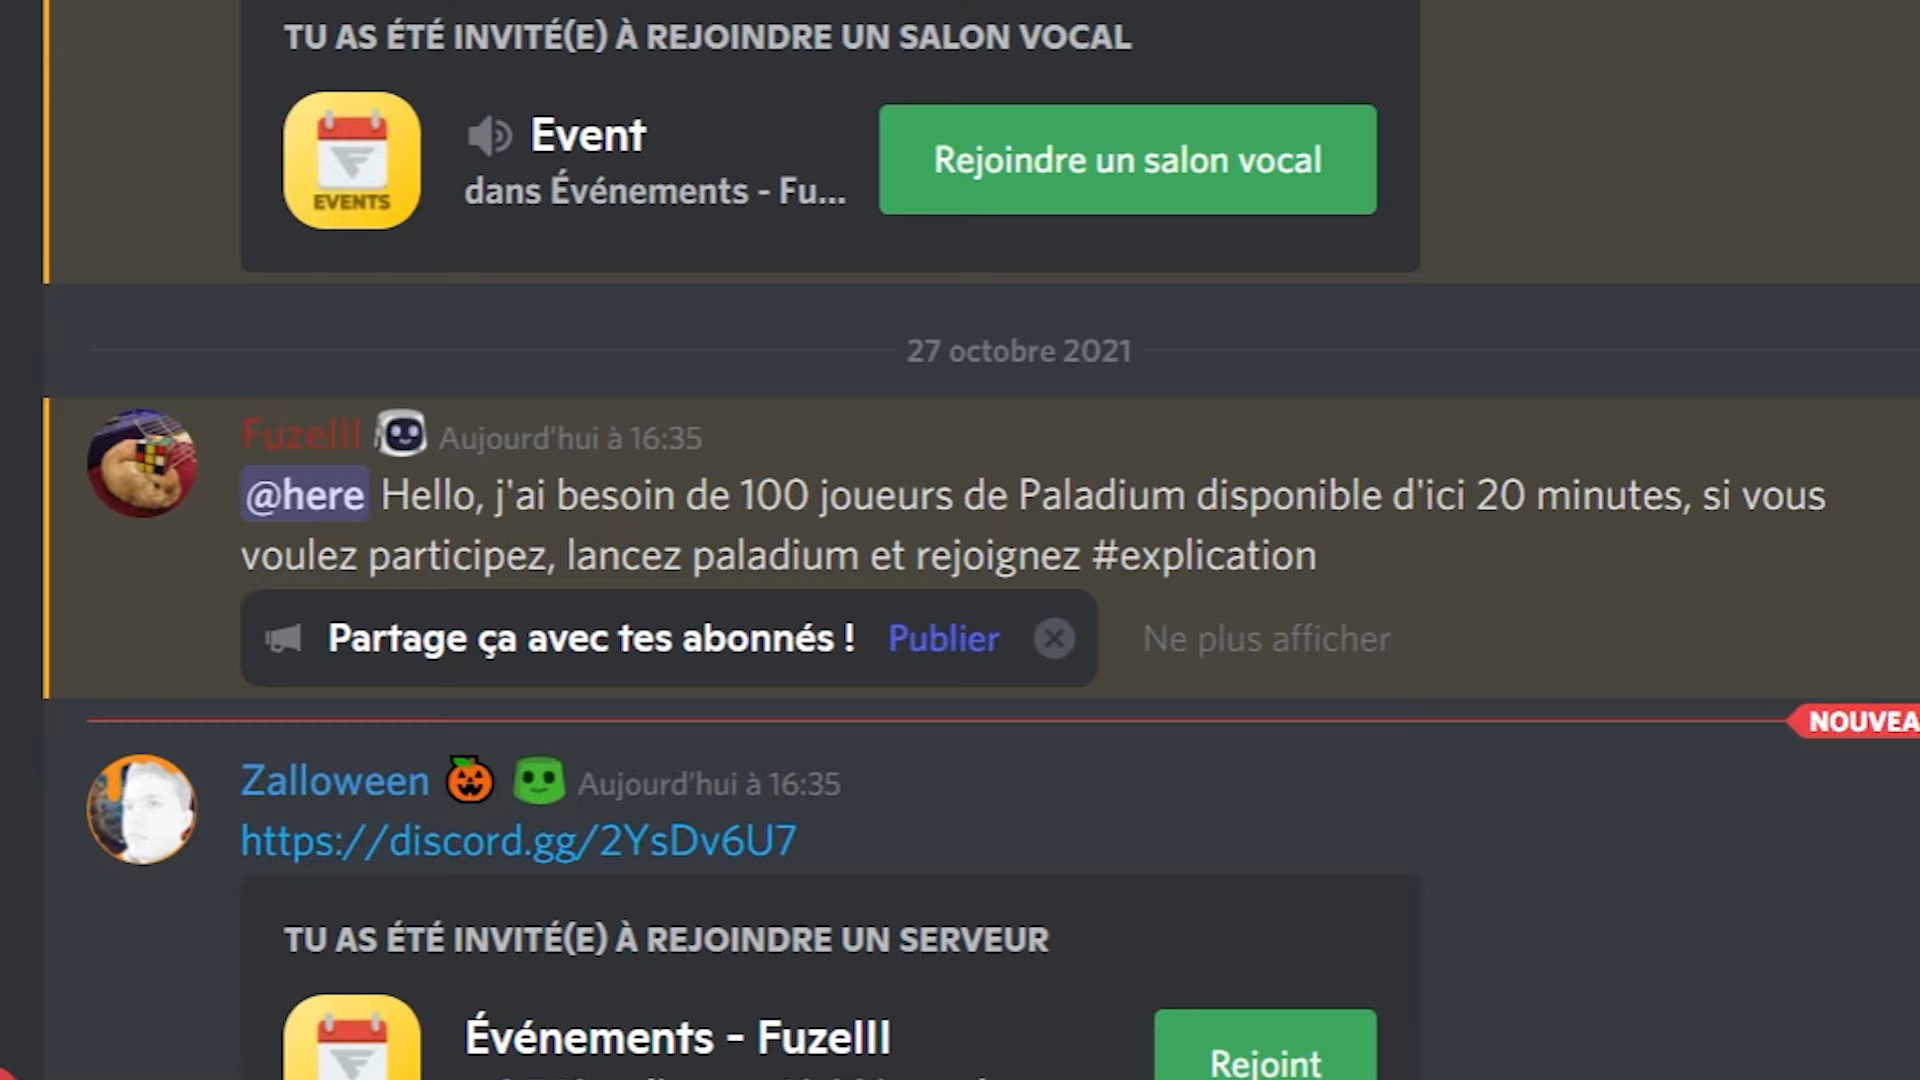 TU AS ÉTÉ INVITÉ(E) À REJOINDRE UN SALON VOCAL
Event
dans Événements - Fu...
Rejoindre un salon vocal
EVENTS
27 octobre 2021
FuzeIII Aujourd'hui à 16:35
@here Hello, j'ai besoin de 100 joueurs de Paladium disponible d'ici 20 minutes, si vous
voulez participez, lancez paladium et rejoignez #explication
Partage ça avec tes abonnés ! Publier Ne plus afficher
NOUVEA
Zalloween Aujourd'hui à 16:35
https://discord.gg/2YsDv6U7
TU AS ÉTÉ INVITÉ(E) À REJOINDRE UN SERVEUR
Événements - FuzeIII
Rejoint